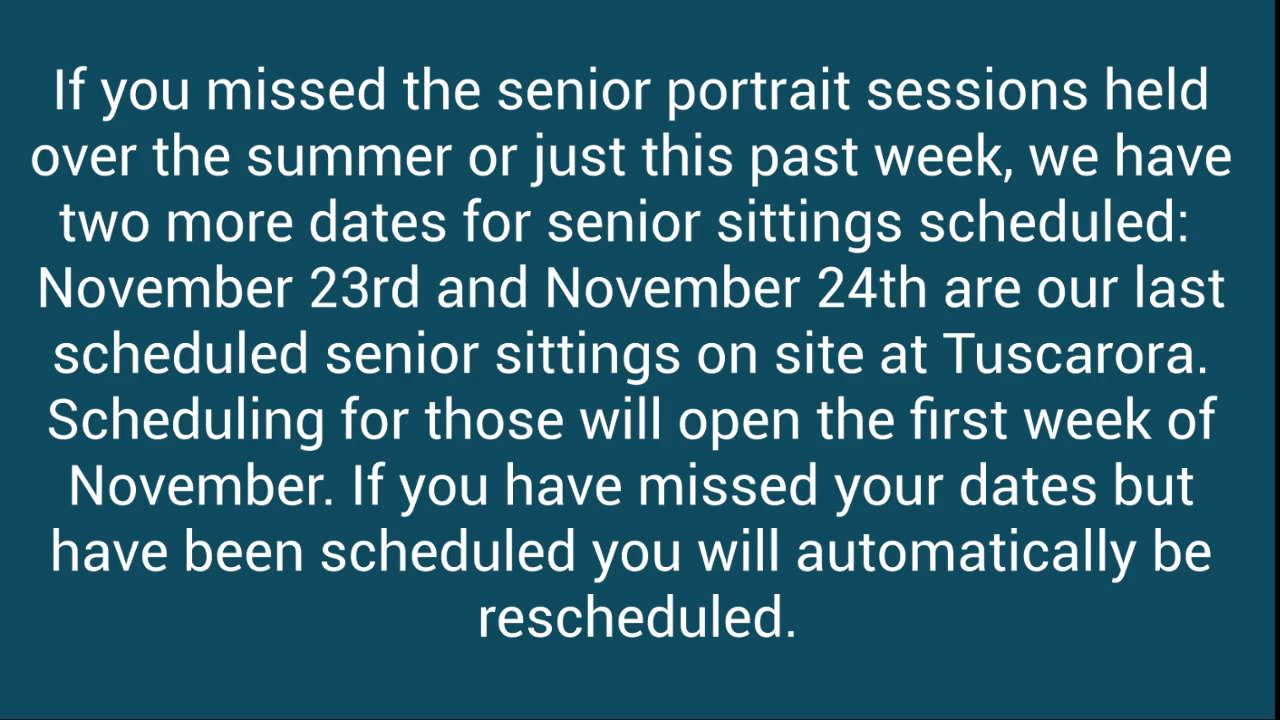 If you missed the senior portrait sessions held
over the summer or just this past week, we have
two more dates for senior sittings scheduled:
November 23rd and November 24th are our last
scheduled senior sittings on site at Tuscarora.
Scheduling for those will open the first week of
November. If you have missed your dates but
have been scheduled you will automatically be
rescheduled.